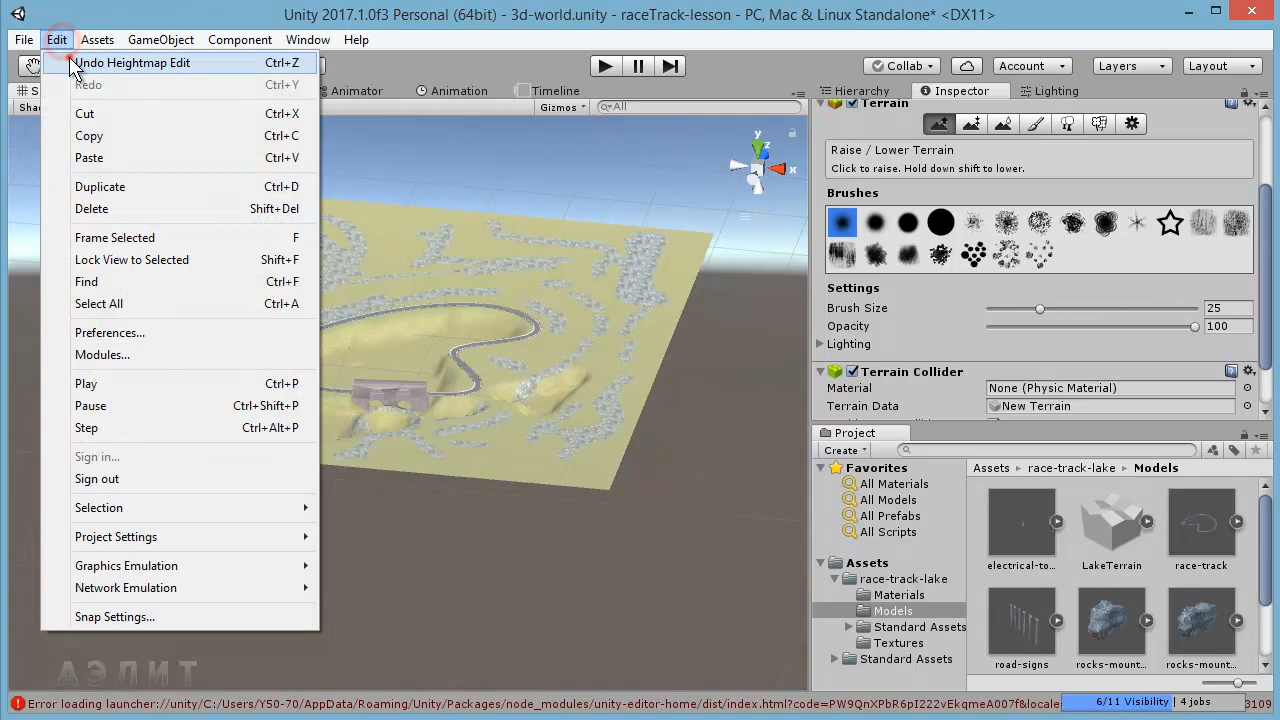 Unity 2017.1.0f3 Personal (64bit) - 3d-world.unity - raceTrack-lesson - PC, Mac & Linux Standalone* <DX11>
File Edit Assets GameObject Component Window Help
Collab Account Layers Layout
Undo Heightmap Edit Ctrl+Z
Redo Ctrl+Y
Cut Ctrl+X
Copy Ctrl+C
Paste Ctrl+V
Duplicate Ctrl+D
Delete Shift+Del
Frame Selected F
Lock View to Selected Shift+F
Find Ctrl+F
Select All Ctrl+A
Preferences...
Modules...
Play Ctrl+P
Pause Ctrl+Shift+P
Step Ctrl+Alt+P
Sign in...
Sign out
Selection
Project Settings
Graphics Emulation
Network Emulation
Snap Settings...
Animator Animation Timeline
Gizmos All
y
z
x
АЭЛИТ
Hierarchy Inspector Lighting
Terrain
Raise / Lower Terrain
Click to raise. Hold down shift to lower.
Brushes
Settings
Brush Size 25
Opacity 100
Lighting
Terrain Collider
Material None (Physic Material)
Terrain Data New Terrain
Project
Create
Favorites
All Materials
All Models
All Prefabs
All Scripts
Assets
race-track-lake
Materials
Models
Standard Assets
Textures
Standard Assets
Assets race-track-lake Models
electrical-to... LakeTerrain race-track
road-signs rocks-mount... rocks-mount...
Error loading launcher://unity/C:/Users/Y50-70/AppData/Roaming/Unity/Packages/node_modules/unity-editor-home/dist/index.html?code=PW9QnXPbR6pI222vEkqmeA007f&locale
6/11 Visibility 4 jobs
3109